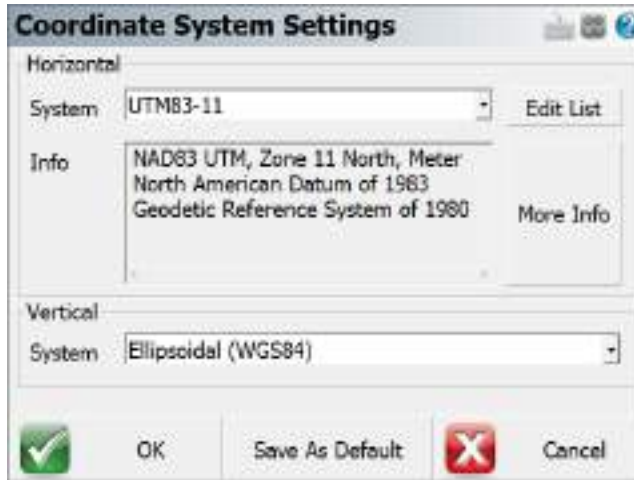 Coordinate System Settings
Horizontal
System UTM83-11 Edit List
Info NAD83 UTM, Zone 11 North, Meter
North American Datum of 1983
Geodetic Reference System of 1980
More Info
Vertical
System Ellipsoidal (WGS84)
OK Save As Default Cancel